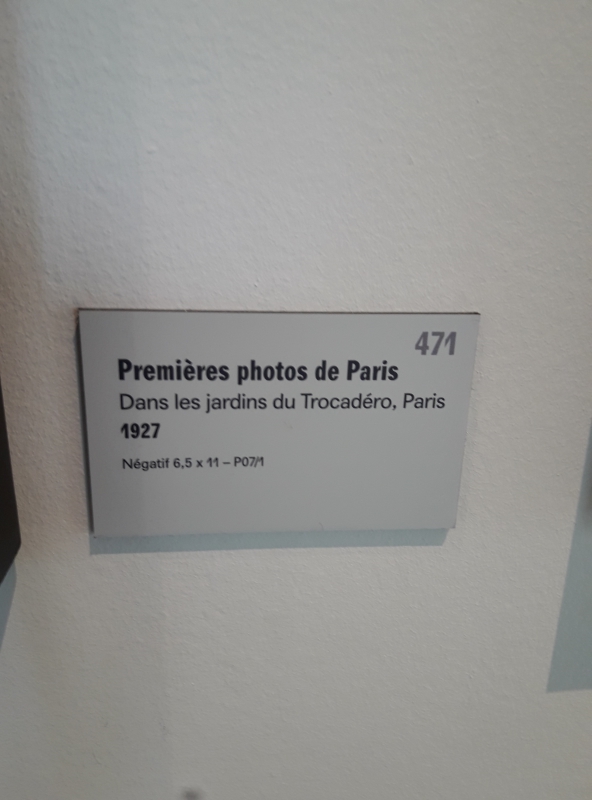 471
Premières photos de Paris
Dans les jardins du Trocadéro, Paris
1927
Négatif 6,5 x 11 – P07/1